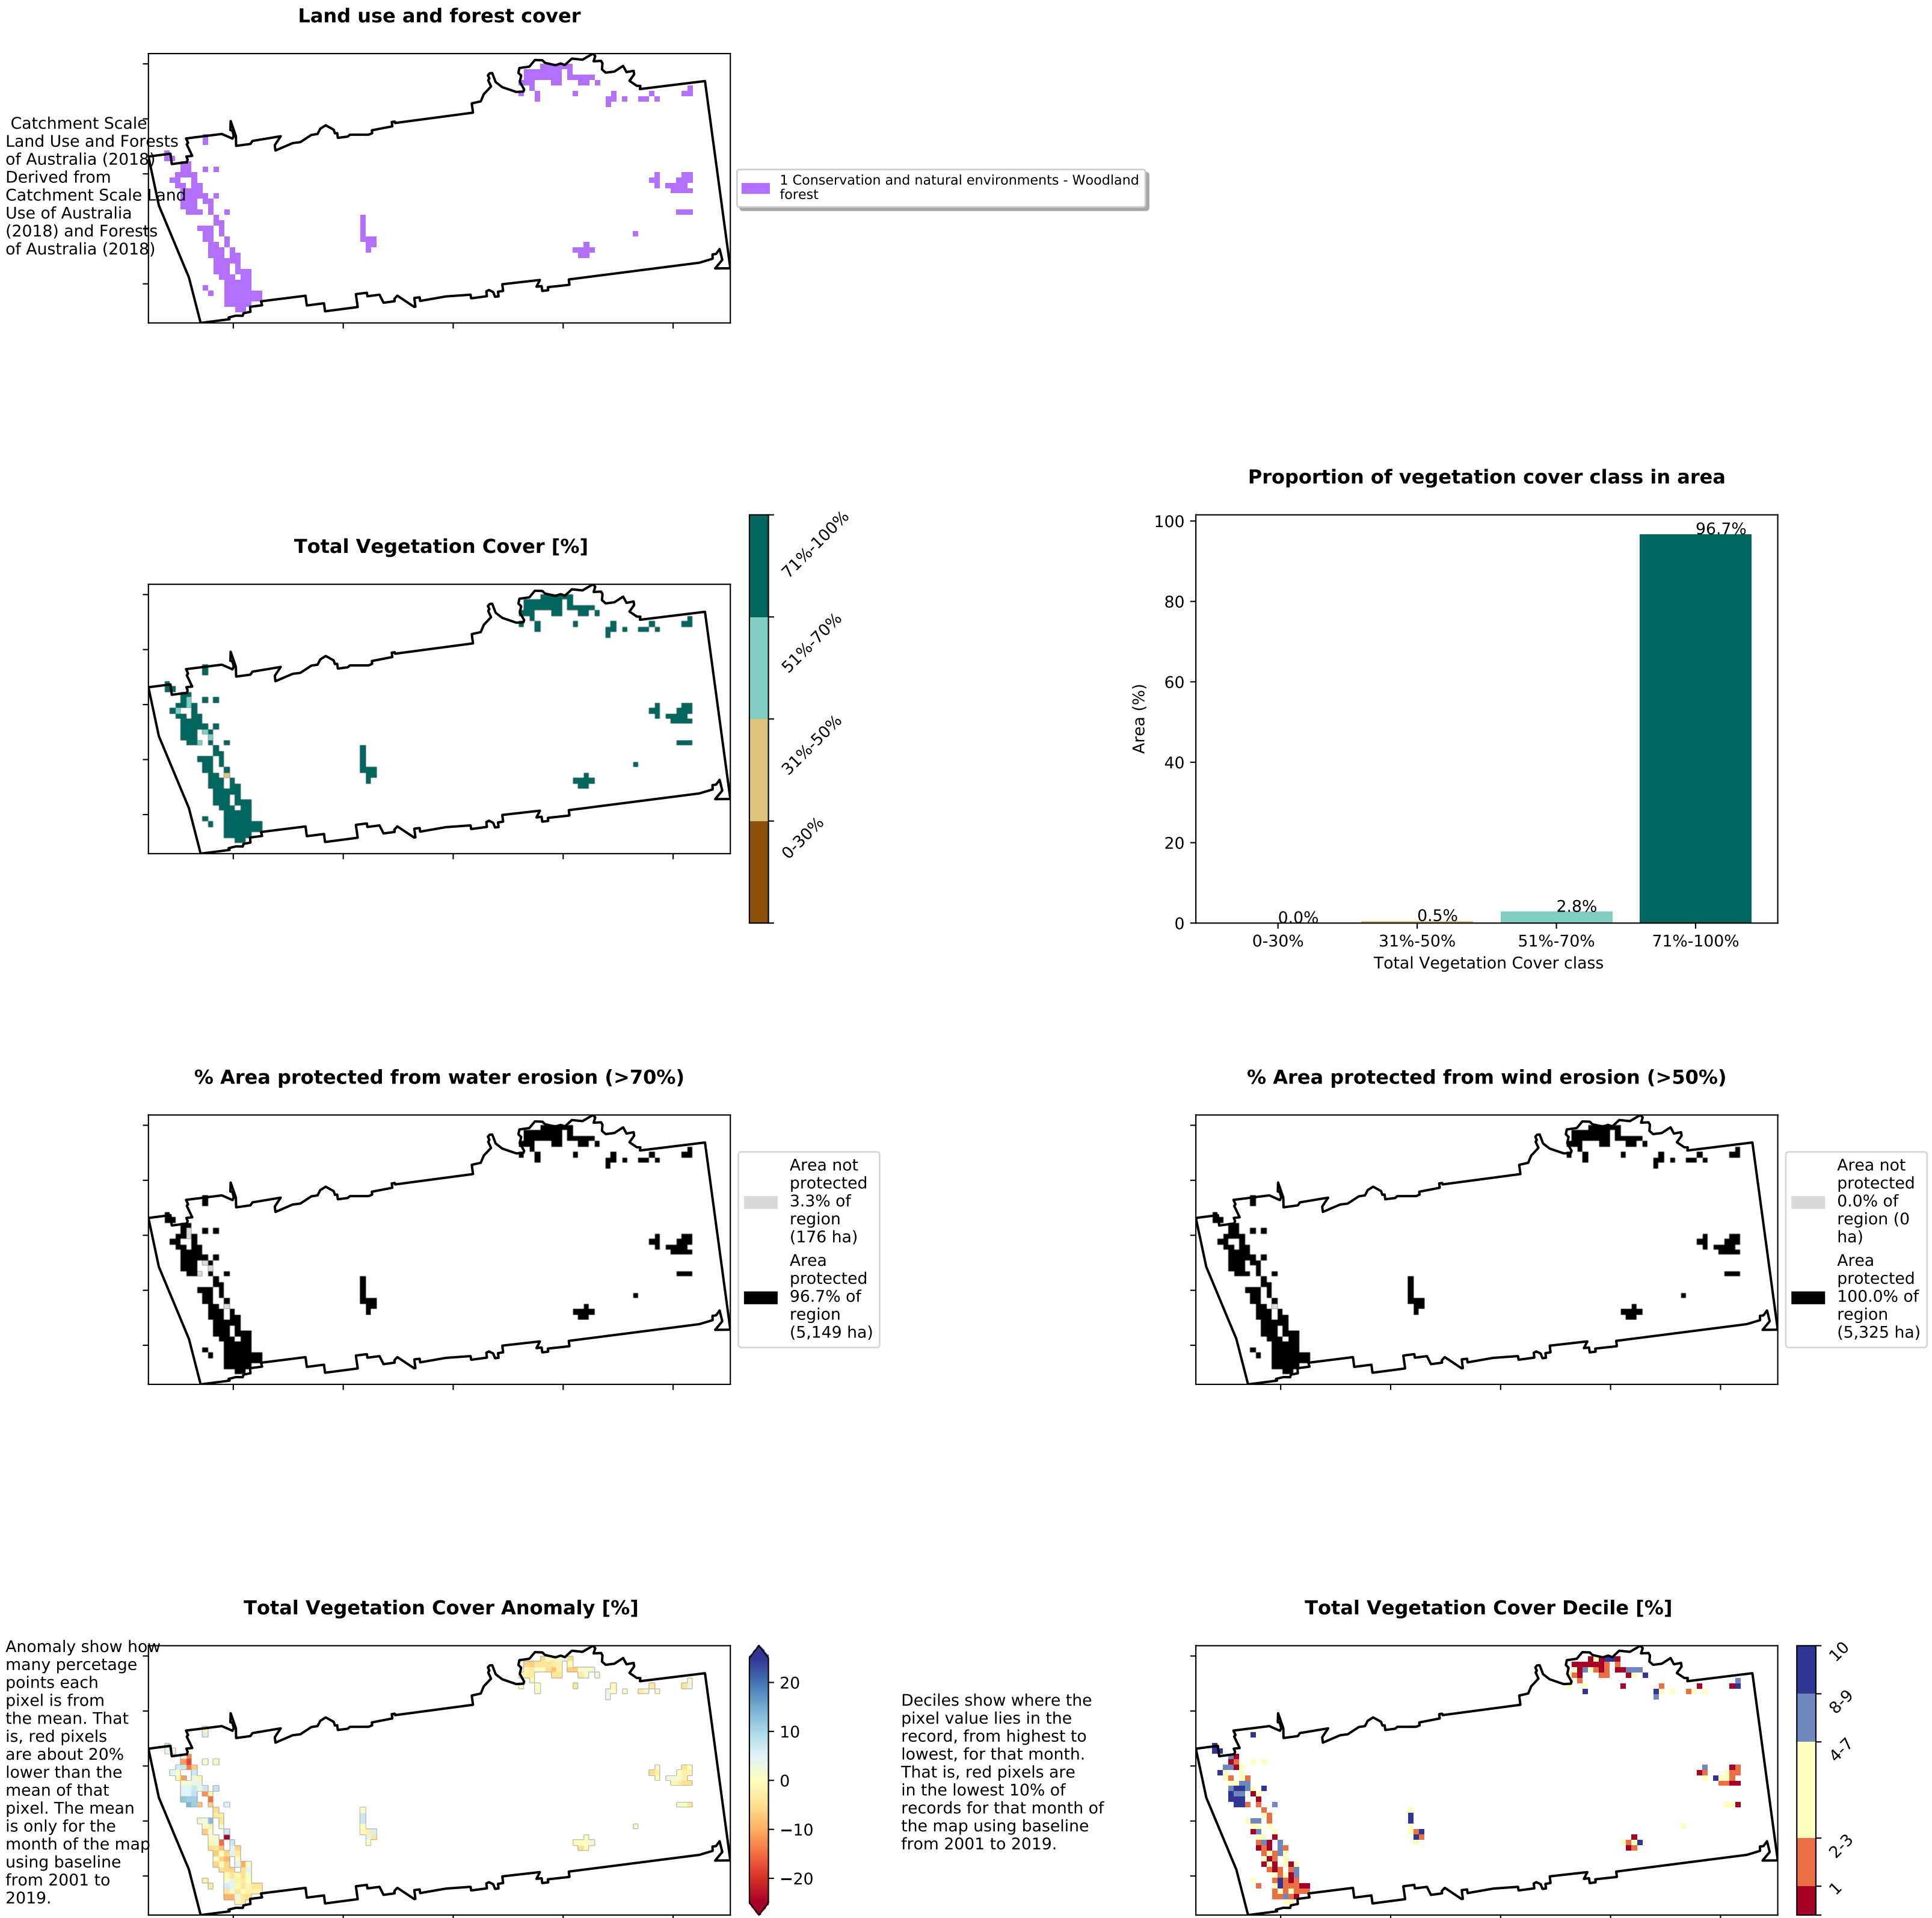 Land use and forest cover
Catchment Scale
Land Use and Forests
of Australia (2018)
Derived from
Catchment Scale Land
Use of Australia
(2018) and Forests
of Australia (2018)
1 Conservation and natural environments - Woodland
forest
Total Vegetation Cover [%]
71%-100%
51%-70%
31%-50%
0-30%
Proportion of vegetation cover class in area
100
80
60
40
20
0
Area (%)
0.0%
0.5%
2.8%
96.7%
0-30%
31%-50%
51%-70%
71%-100%
Total Vegetation Cover class
% Area protected from water erosion (>70%)
Area not
protected
3.3% of
region
(176 ha)
Area
protected
96.7% of
region
(5,149 ha)
% Area protected from wind erosion (>50%)
Area not
protected
0.0% of
region (0
ha)
Area
protected
100.0% of
region
(5,325 ha)
Total Vegetation Cover Anomaly [%]
Anomaly show how
many percetage
points each
pixel is from
the mean. That
is, red pixels
are about 20%
lower than the
mean of that
pixel. The mean
is only for the
month of the map
using baseline
from 2001 to
2019.
20
10
0
−10
−20
Total Vegetation Cover Decile [%]
Deciles show where the
pixel value lies in the
record, from highest to
lowest, for that month.
That is, red pixels are
in the lowest 10% of
records for that month of
the map using baseline
from 2001 to 2019.
10
8-9
4-7
2-3
1